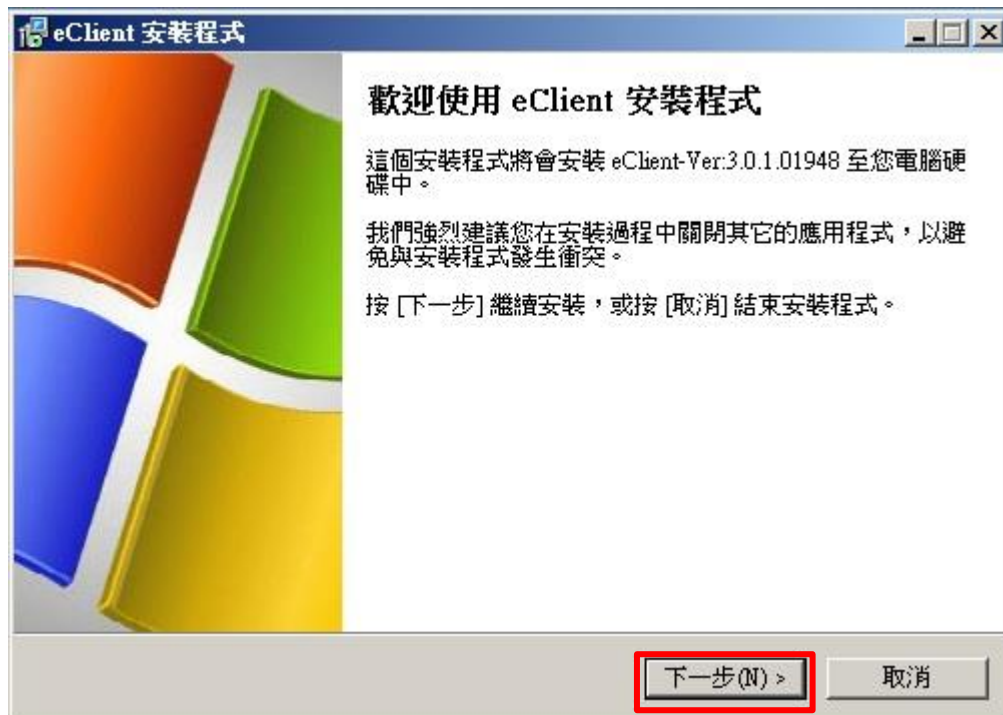 eClient 安裝程式
歡迎使用 eClient 安裝程式
這個安裝程式將會安裝 eClient-Ver:3.0.1.01948 至您電腦硬
碟中。
我們強烈建議您在安裝過程中關閉其它的應用程式，以避
免與安裝程式發生衝突。
按 [下一步] 繼續安裝，或按 [取消] 結束安裝程式。
下一步(N) >
取消